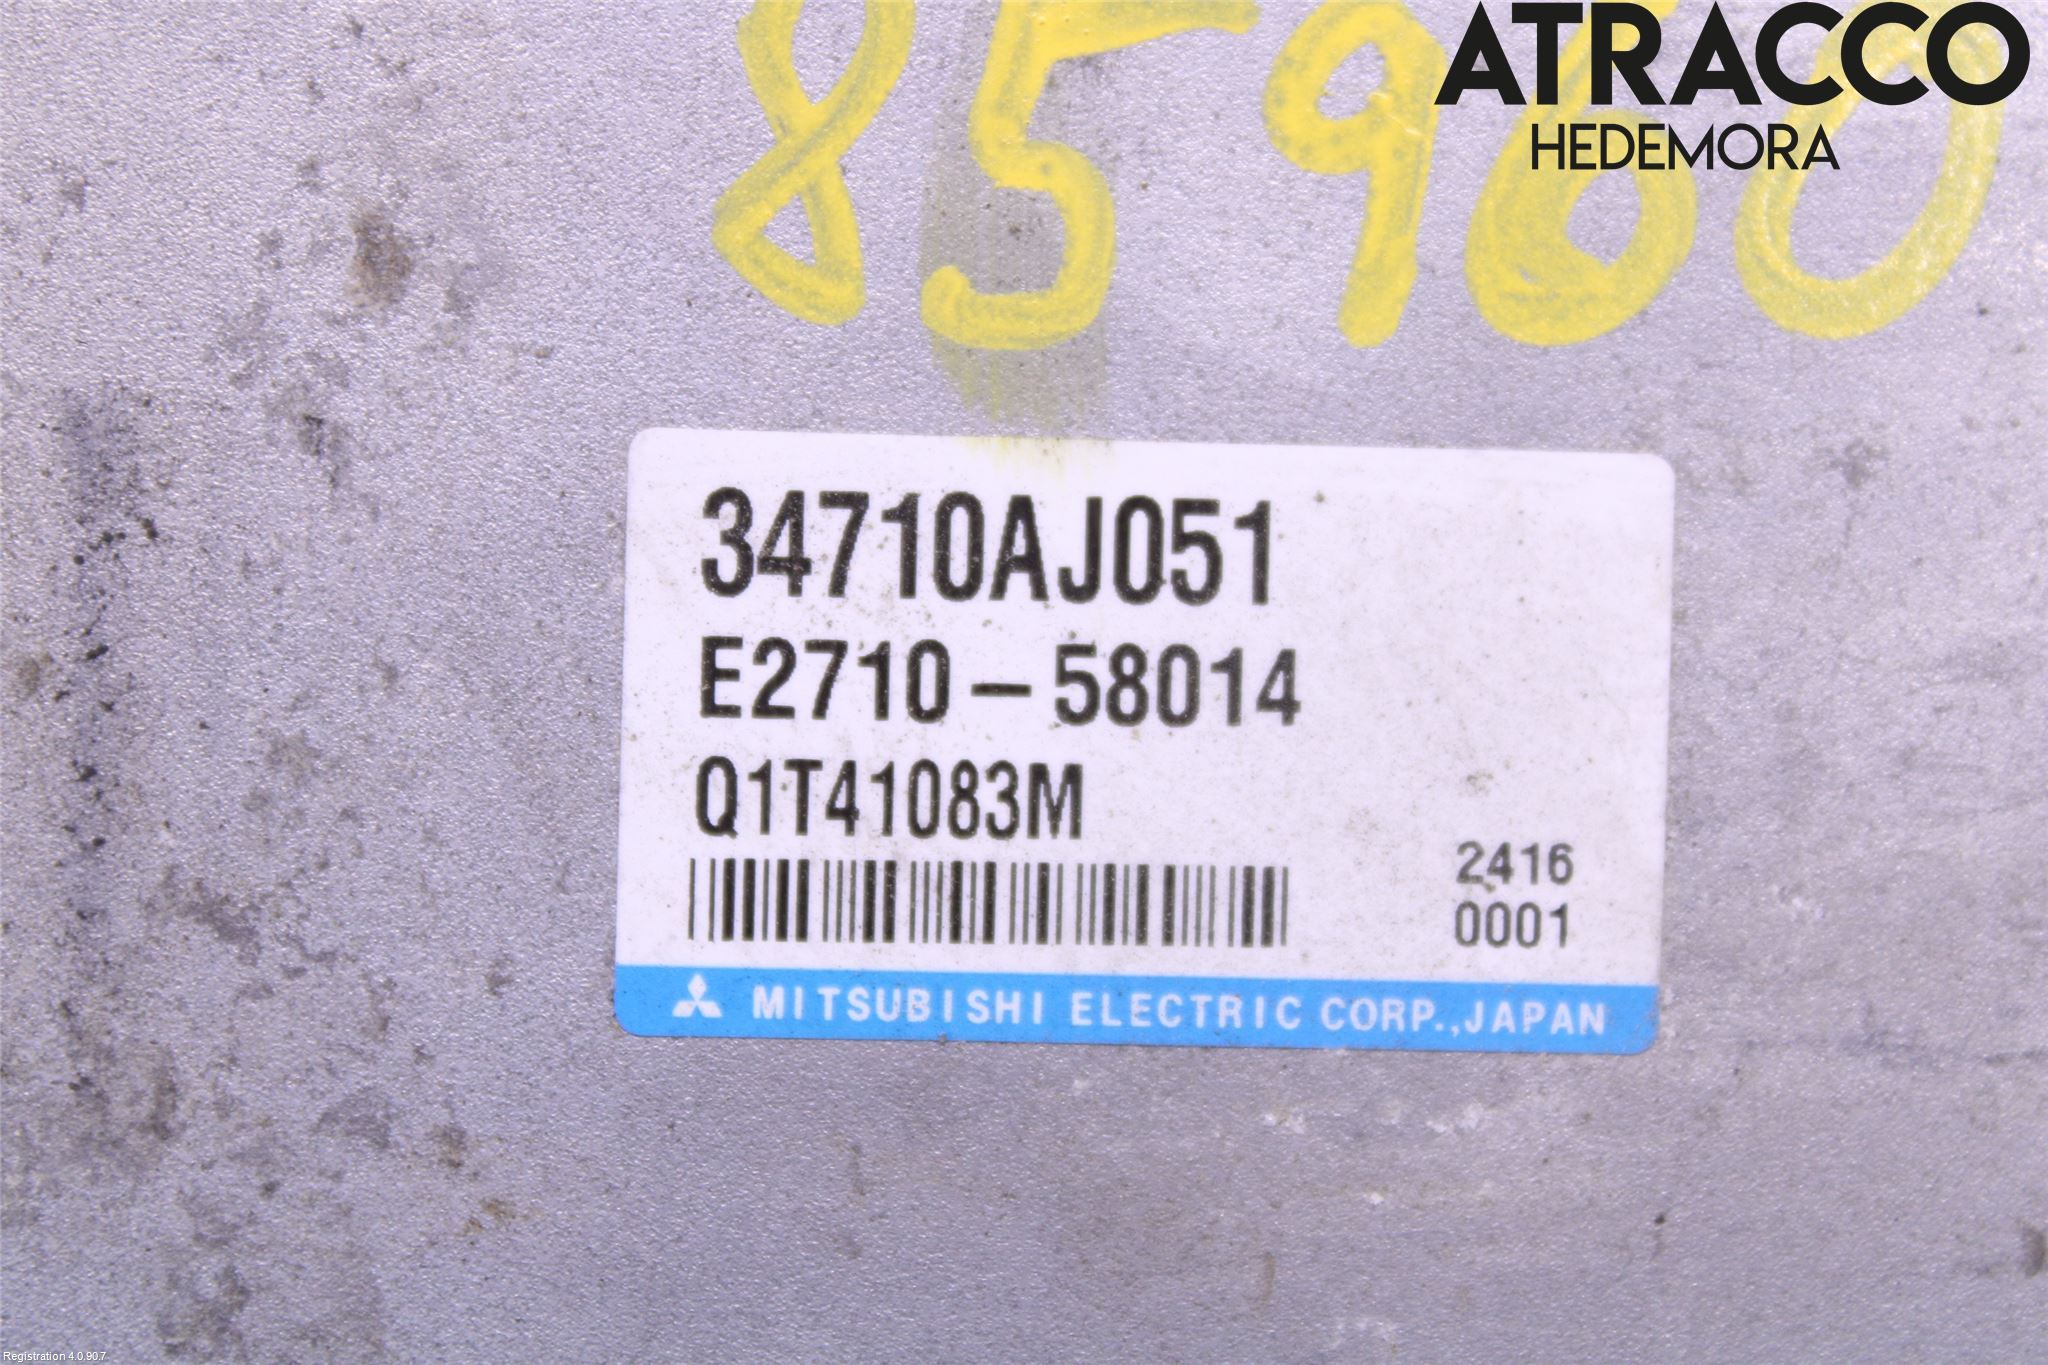 85960
ATRACCO
HEDEMORA
34710AJ051
E2710-58014
Q1T41083M
2416
0001
MITSUBISHI ELECTRIC CORP.,JAPAN
Registration 4.0.90.7